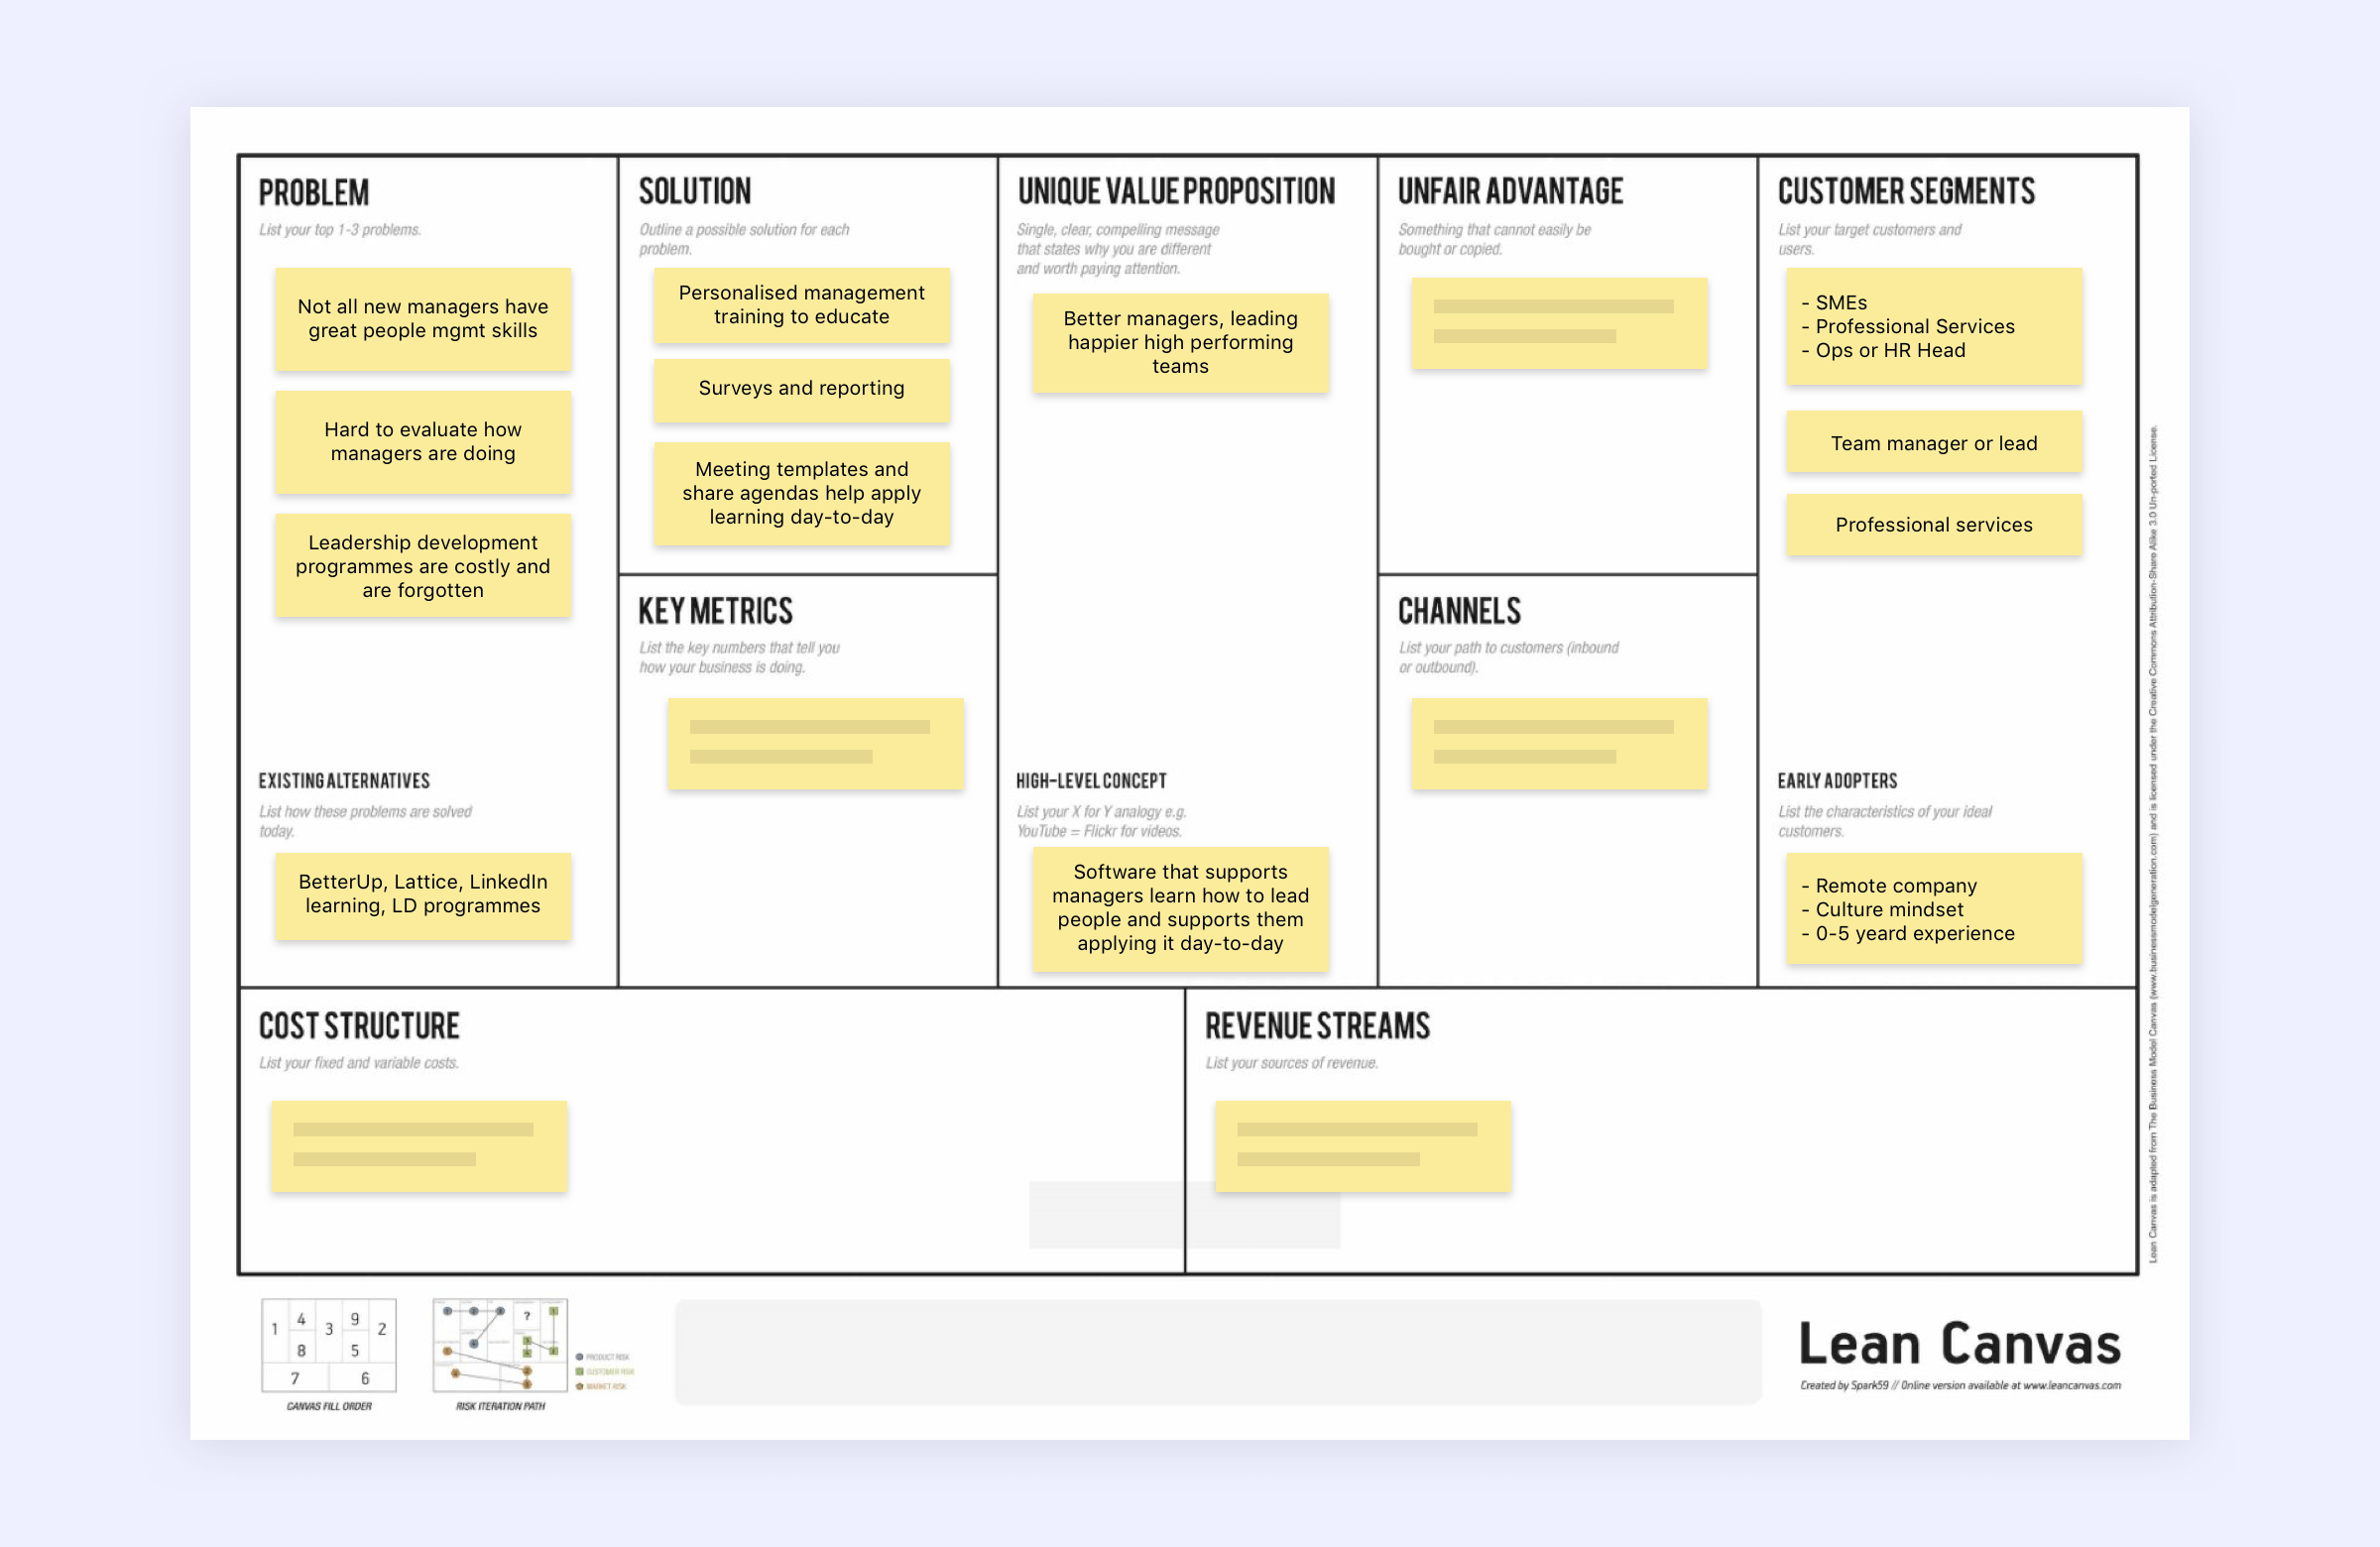 PROBLEM
List your top 1-3 problems.
Not all new managers have
great people mgmt skills
Hard to evaluate how
managers are doing
Leadership development
programmes are costly and
are forgotten
EXISTING ALTERNATIVES
List how these problems are solved
today.
BetterUp, Lattice, LinkedIn
learning, LD programmes
SOLUTION
Outline a possible solution for each
problem.
Personalised management
training to educate
Surveys and reporting
Meeting templates and
share agendas help apply
learning day-to-day
KEY METRICS
List the key numbers that tell you
how your business is doing.
UNIQUE VALUE PROPOSITION
Single, clear, compelling message
that states why you are different
and worth paying attention.
Better managers, leading
happier high performing
teams
HIGH-LEVEL CONCEPT
List your X for Y analogy e.g.
YouTube = Flickr for videos.
Software that supports
managers learn how to lead
people and supports them
applying it day-to-day
UNFAIR ADVANTAGE
Something that cannot easily be
bought or copied.
CHANNELS
List your path to customers (inbound
or outbound).
CUSTOMER SEGMENTS
List your target customers and
users.
- SMEs
- Professional Services
- Ops or HR Head
Team manager or lead
Professional services
EARLY ADOPTERS
List the characteristics of your ideal
customers.
- Remote company
- Culture mindset
- 0-5 yeard experience
COST STRUCTURE
List your fixed and variable costs.
REVENUE STREAMS
List your sources of revenue.
Lean Canvas is adapted from The Business Model Canvas (www.businessmodelgeneration.com) and is licensed under the Creative Commons Attribution-Share Alike 3.0 Un-ported License.
1 4 3 9 2
8 5
7 6
CANVAS FILL ORDER
?
PRODUCT RISK
CUSTOMER RISK
MARKET RISK
RISK ITERATION PATH
Lean Canvas
Created by Spark59 // Online version available at www.leancanvas.com